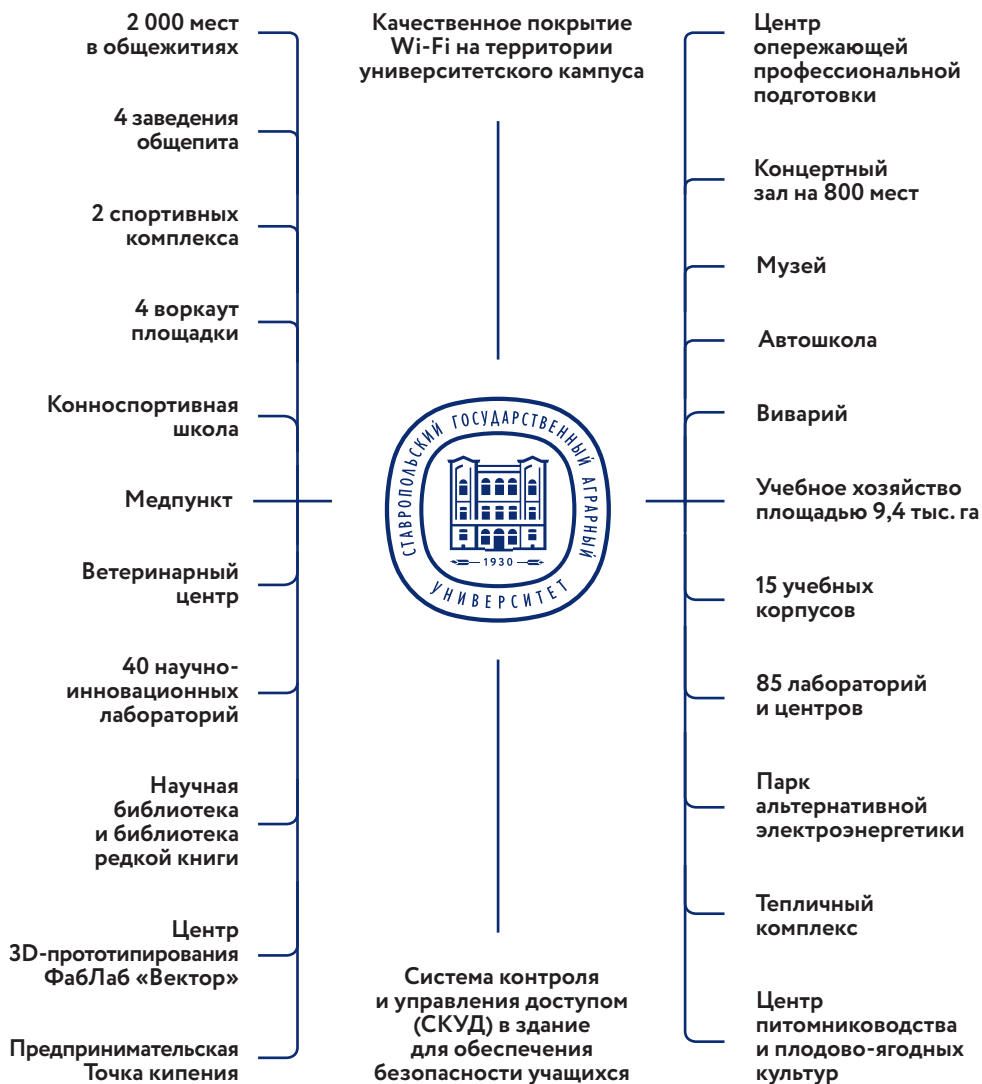 2 000 мест
в общежитиях
4 заведения
общепита
2 спортивных
комплекса
4 воркаут
площадки
Конноспортивная
школа
Медпункт
Ветеринарный
центр
40 научно-
инновационных
лабораторий
Научная
библиотека
и библиотека
редкой книги
Центр
3D-прототипирования
ФабЛаб «Вектор»
Предпринимательская
Точка кипения
Качественное покрытие
Wi-Fi на территории
университетского кампуса
СТАВРОПОЛЬСКИЙ ГОСУДАРСТВЕННЫЙ АГРАРНЫЙ
1930
УНИВЕРСИТЕТ
Система контроля
и управления доступом
(СКУД) в здание
для обеспечения
безопасности учащихся
Центр
опережающей
профессиональной
подготовки
Концертный
зал на 800 мест
Музей
Автошкола
Виварий
Учебное хозяйство
площадью 9,4 тыс. га
15 учебных
корпусов
85 лабораторий
и центров
Парк
альтернативной
электроэнергетики
Тепличный
комплекс
Центр
питомниководства
и плодово-ягодных
культур